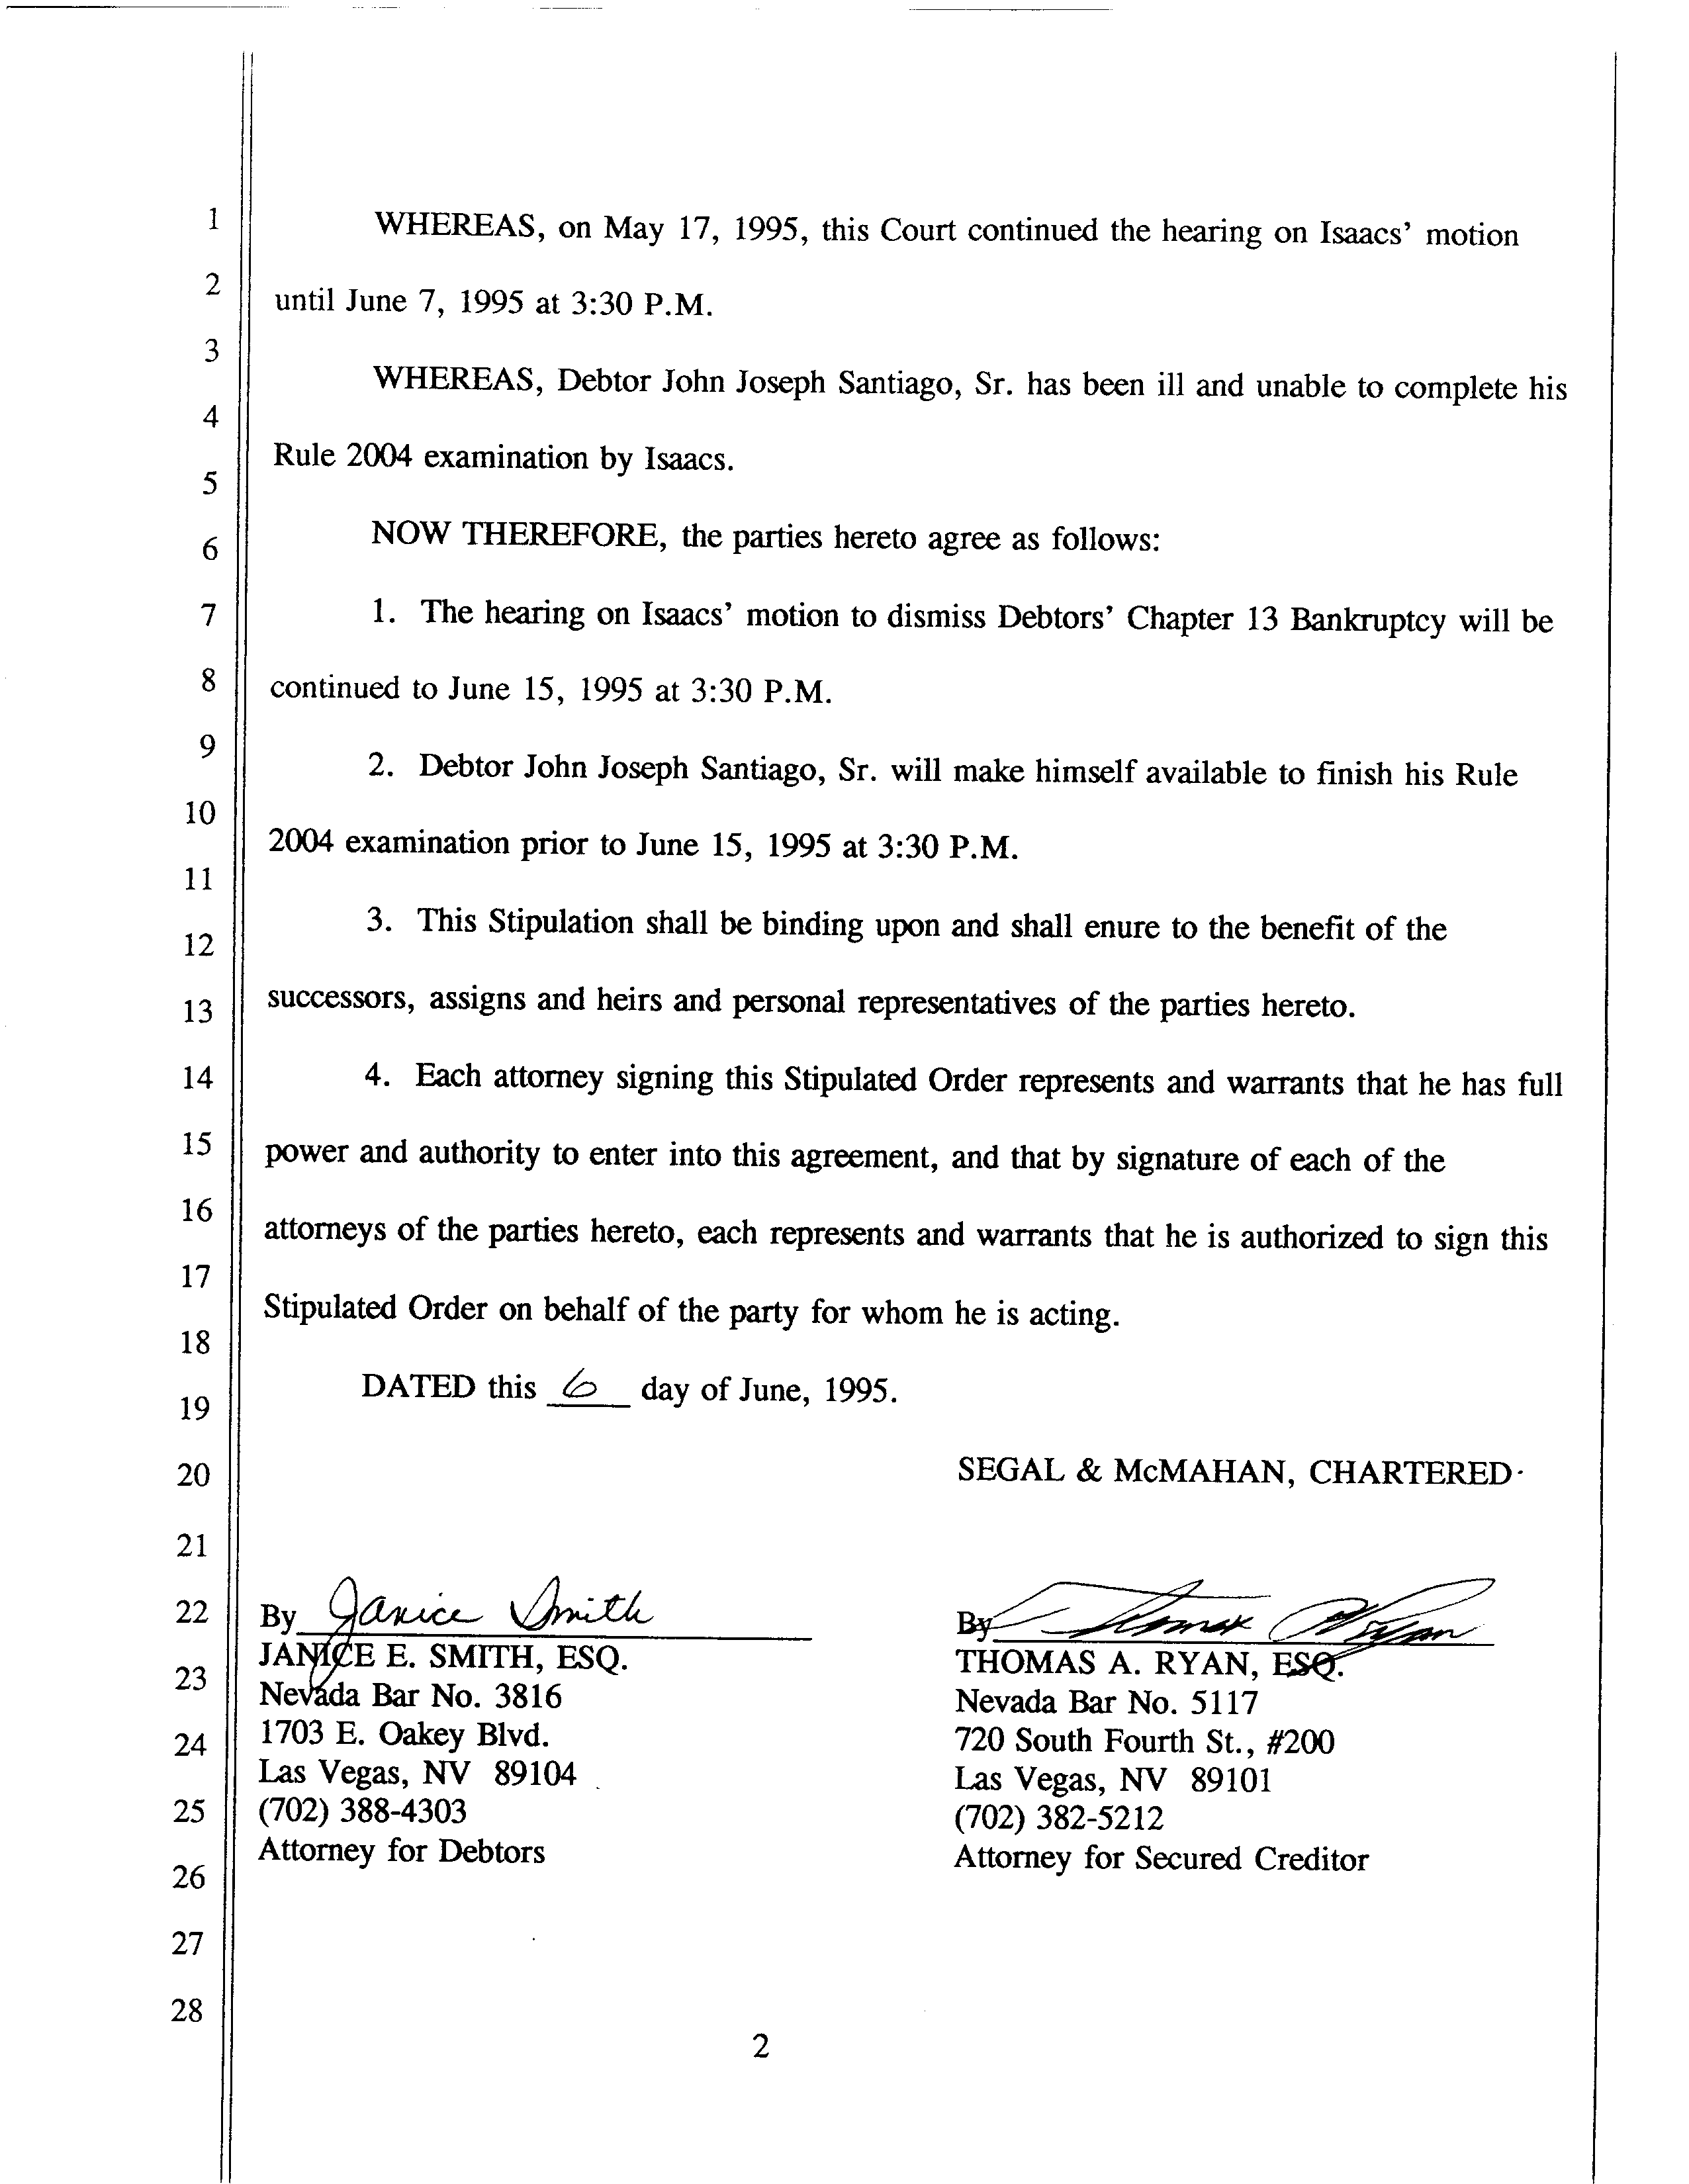 1 WHEREAS, on May 17, 1995, this Court continued the hearing on Isaacs' motion
2 until June 7, 1995 at 3:30 P.M.
3
WHEREAS, Debtor John Joseph Santiago, Sr. has been ill and unable to complete his
4
Rule 2004 examination by Isaacs.
5
6 NOW THEREFORE, the parties hereto agree as follows:
7 1. The hearing on Isaacs' motion to dismiss Debtors' Chapter 13 Bankruptcy will be
8 continued to June 15, 1995 at 3:30 P.M.
9
2. Debtor John Joseph Santiago, Sr. will make himself available to finish his Rule
10
2004 examination prior to June 15, 1995 at 3:30 P.M.
11
3. This Stipulation shall be binding upon and shall enure to the benefit of the
12
13 successors, assigns and heirs and personal representatives of the parties hereto.
14 4. Each attorney signing this Stipulated Order represents and warrants that he has full
15 power and authority to enter into this agreement, and that by signature of each of the
16
attorneys of the parties hereto, each represents and warrants that he is authorized to sign this
17
Stipulated Order on behalf of the party for whom he is acting.
18
DATED this 6 day of June, 1995.
19
20 SEGAL & McMAHAN, CHARTERED
21
22 By Janice Smith
JANICE E. SMITH, ESQ.
23 Nevada Bar No. 3816
24 1703 E. Oakey Blvd.
Las Vegas, NV 89104
25 (702) 388-4303
Attorney for Debtors
26
By Thomas A Ryan
THOMAS A. RYAN, ESQ.
Nevada Bar No. 5117
720 South Fourth St., #200
Las Vegas, NV 89101
(702) 382-5212
Attorney for Secured Creditor
27
28
2